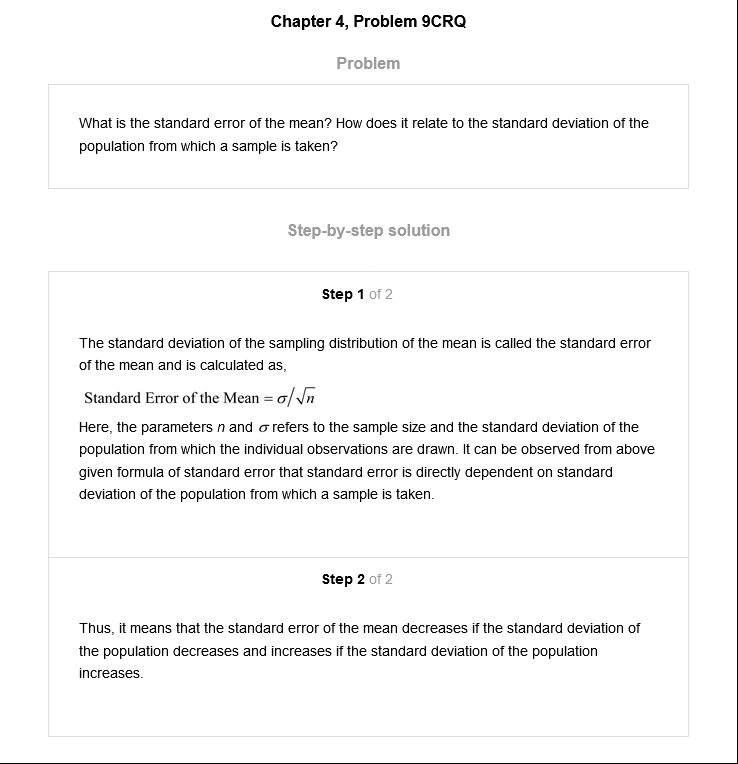 Chapter 4, Problem 9CRQ
Problem
What is the standard error of the mean? How does it relate to the standard deviation of the
population from which a sample is taken?
Step-by-step solution
Step 1 of 2
The standard deviation of the sampling distribution of the mean is called the standard error
of the mean and is calculated as,
Standard Error of the Mean = σ/√n
Here, the parameters n and σ refers to the sample size and the standard deviation of the
population from which the individual observations are drawn. It can be observed from above
given formula of standard error that standard error is directly dependent on standard
deviation of the population from which a sample is taken.
Step 2 of 2
Thus, it means that the standard error of the mean decreases if the standard deviation of
the population decreases and increases if the standard deviation of the population
increases.